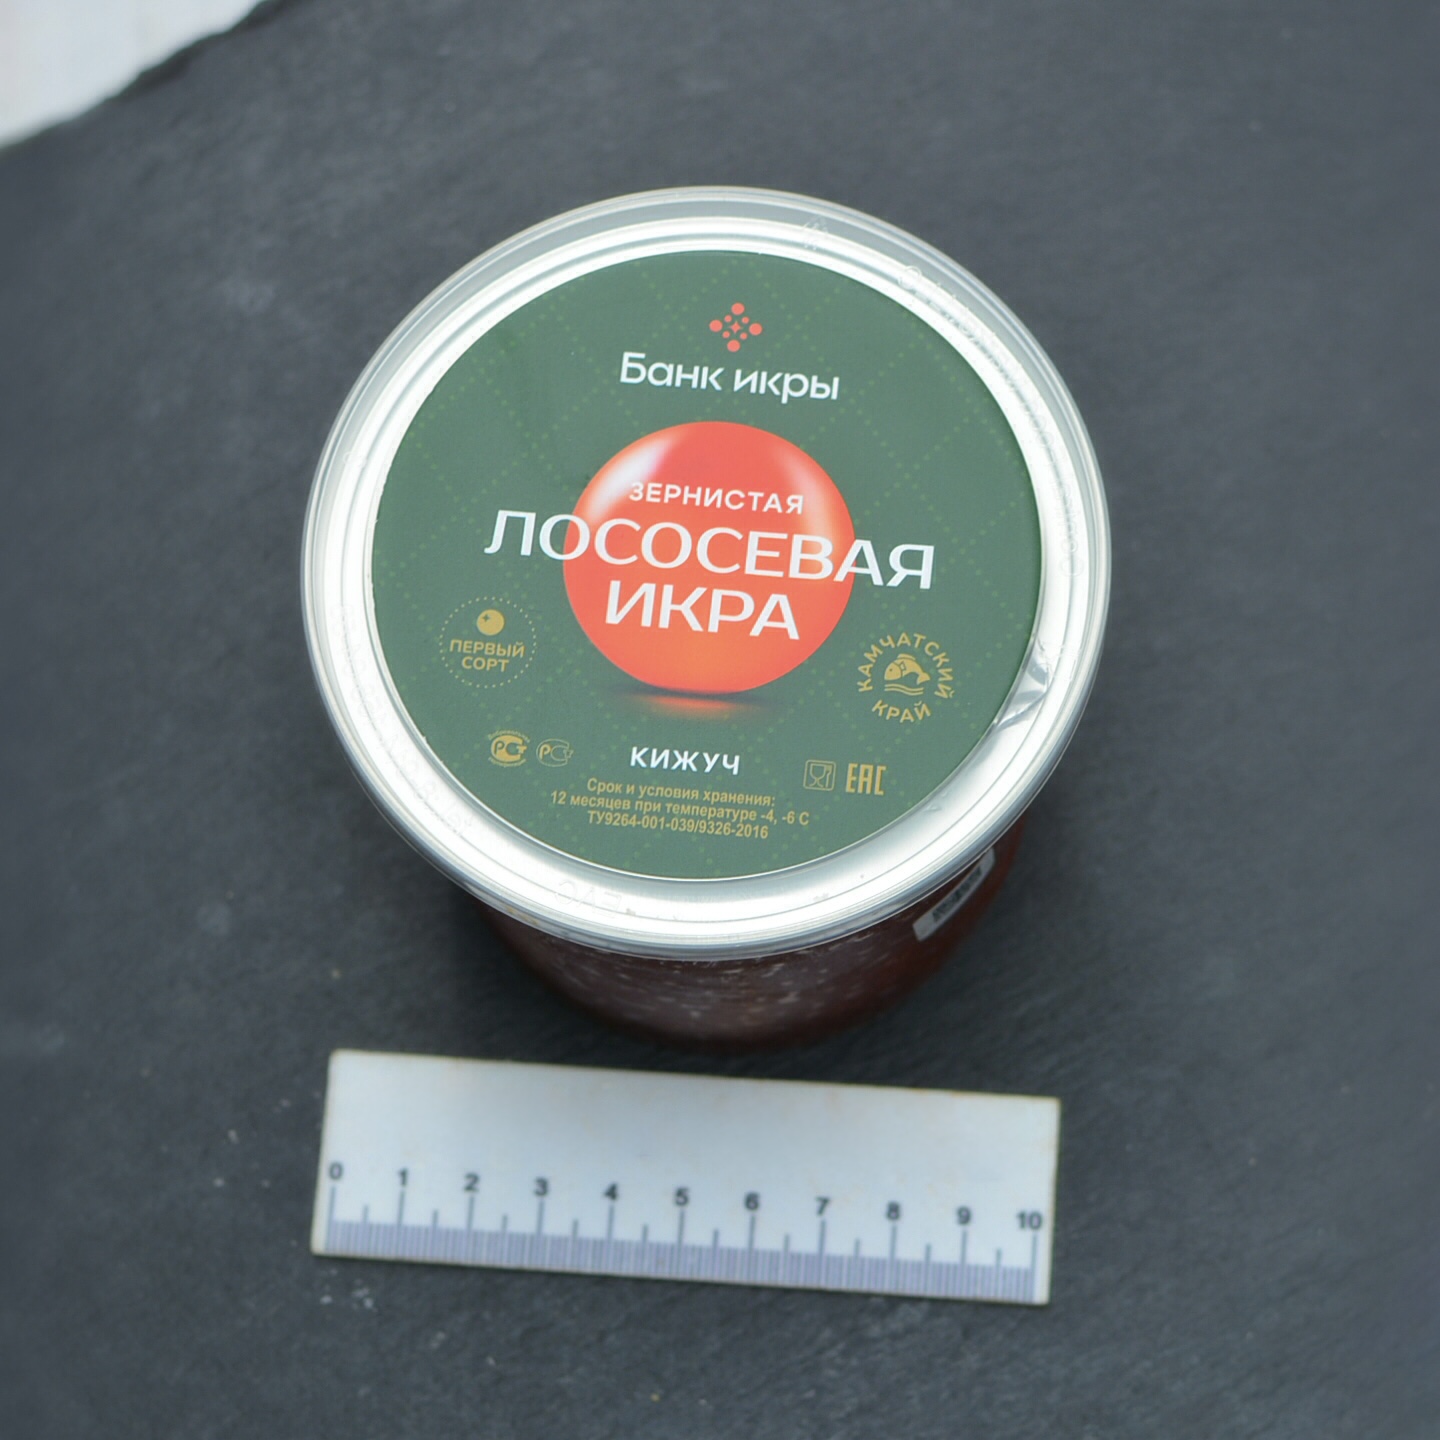 Банк икры
ЗЕРНИСТАЯ
ЛОСОСЕВАЯ
ИКРА
ПЕРВЫЙ
СОРТ
КАМЧАТСКИЙ
КРАЙ
КИЖУЧ
ЕАС
Срок и условия хранения:
12 месяцев при температуре -4, -6 С
ТУ9264-001-039/9326-2016
0 1 2 3 4 5 6 7 8 9 10